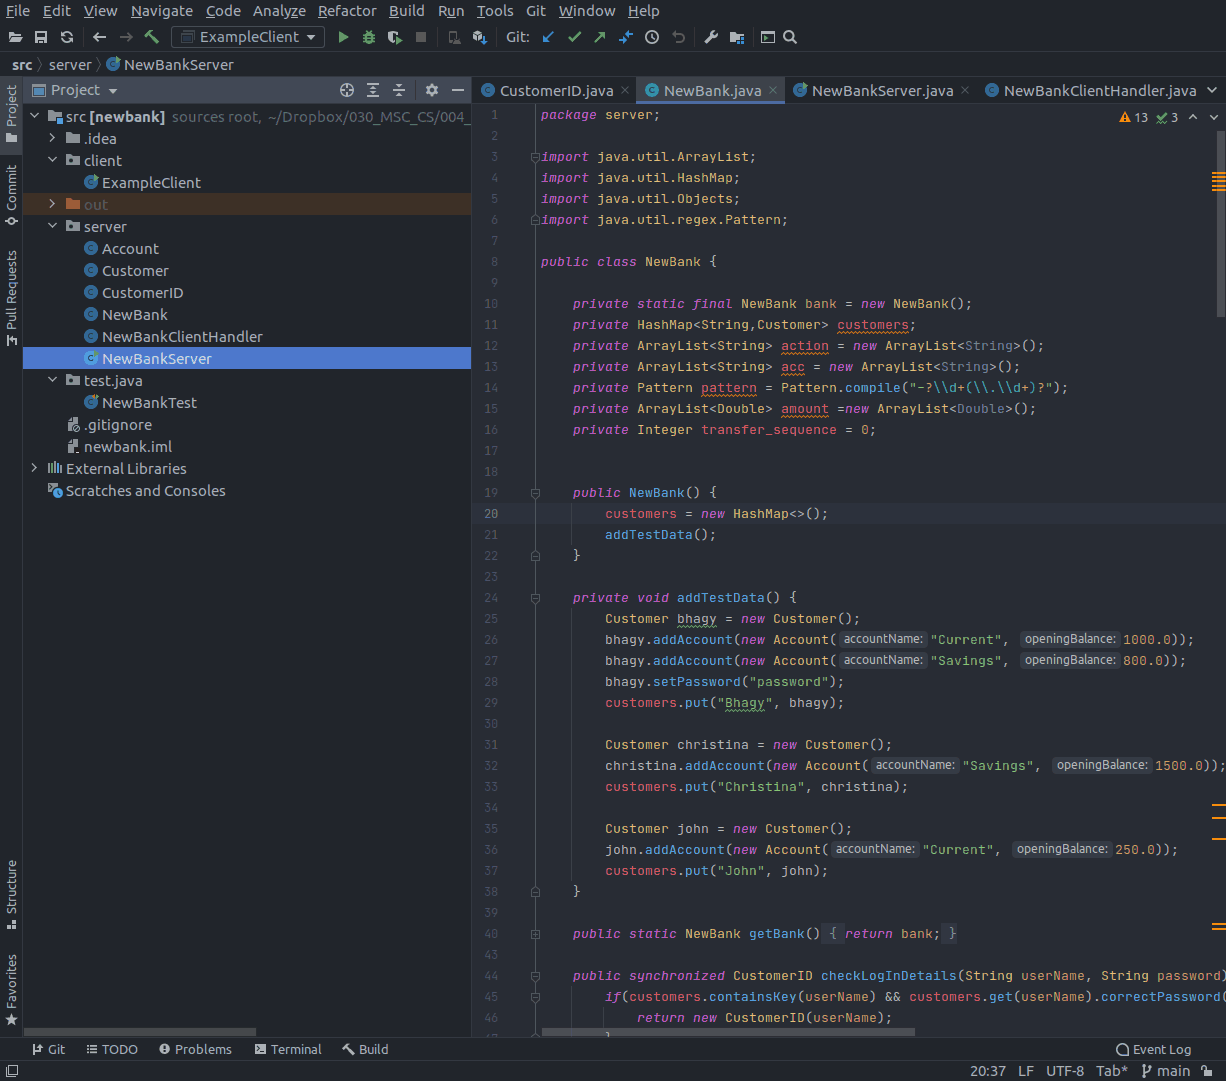 File Edit View Navigate Code Analyze Refactor Build Run Tools Git Window Help
ExampleClient Git:
src server NewBankServer
Project
CustomerID.java NewBank.java NewBankServer.java NewBankClientHandler.java
Project
Commit
Pull Requests
Structure
Favorites
src [newbank] sources root, ~/Dropbox/030_MSC_CS/004_
.idea
client
ExampleClient
out
server
Account
Customer
CustomerID
NewBank
NewBankClientHandler
NewBankServer
test.java
NewBankTest
.gitignore
newbank.iml
External Libraries
Scratches and Consoles
13 3
1 package server;
2
3 import java.util.ArrayList;
4 import java.util.HashMap;
5 import java.util.Objects;
6 import java.util.regex.Pattern;
7
8 public class NewBank {
9
10 private static final NewBank bank = new NewBank();
11 private HashMap<String,Customer> customers;
12 private ArrayList<String> action = new ArrayList<String>();
13 private ArrayList<String> acc = new ArrayList<String>();
14 private Pattern pattern = Pattern.compile("-?\\d+(\\.\\d+)?");
15 private ArrayList<Double> amount =new ArrayList<Double>();
16 private Integer transfer_sequence = 0;
17
18
19 public NewBank() {
20 customers = new HashMap<>();
21 addTestData();
22 }
23
24 private void addTestData() {
25 Customer bhagy = new Customer();
26 bhagy.addAccount(new Account( accountName: "Current", openingBalance: 1000.0));
27 bhagy.addAccount(new Account( accountName: "Savings", openingBalance: 800.0));
28 bhagy.setPassword("password");
29 customers.put("Bhagy", bhagy);
30
31 Customer christina = new Customer();
32 christina.addAccount(new Account( accountName: "Savings", openingBalance: 1500.0));
33 customers.put("Christina", christina);
34
35 Customer john = new Customer();
36 john.addAccount(new Account( accountName: "Current", openingBalance: 250.0));
37 customers.put("John", john);
38 }
39
40 public static NewBank getBank() { return bank; }
43
44 public synchronized CustomerID checkLogInDetails(String userName, String password)
45 if(customers.containsKey(userName) && customers.get(userName).correctPassword(
46 return new CustomerID(userName);
Git TODO Problems Terminal Build Event Log
20:37 LF UTF-8 Tab* main